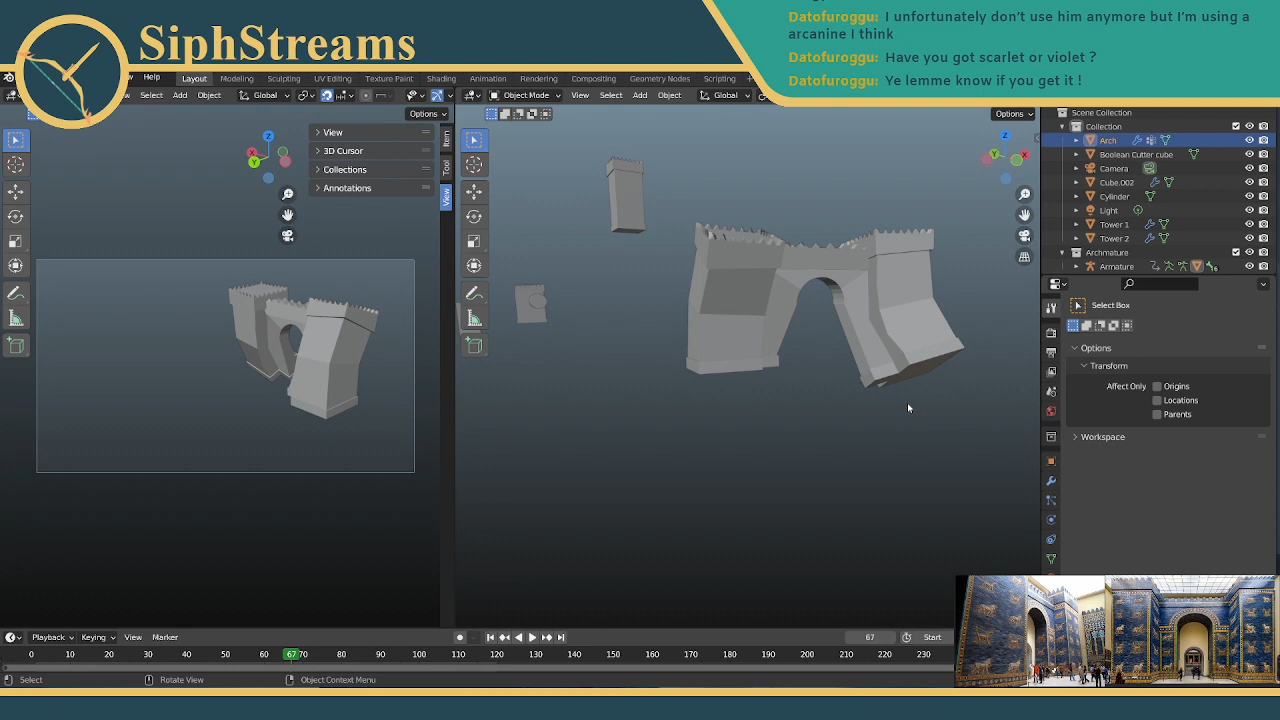 SiphStreams
Datofuroggu: I unfortunately don't use him anymore but I'm using a
arcanine I think
Datofuroggu: Have you got scarlet or violet ?
Datofuroggu: Ye lemme know if you get it !
Help Layout Modeling Sculpting UV Editing Texture Paint Shading Animation Rendering Compositing Geometry Nodes Scripting
View Select Add Object Global
Object Mode View Select Add Object Global
Options
Options
Scene Collection
Collection
Arch
Boolean Cutter cube
Camera
Cube.002
Cylinder
Light
Tower 1
Tower 2
Archmature
Armature
View
3D Cursor
Collections
Annotations
Item
Tool
View
Z
X
Y
Z
Y
X
Select Box
Options
Transform
Affect Only Origins
Locations
Parents
Workspace
Playback Keying View Marker
67 Start
0 10 20 30 40 50 60 67 70 80 90 100 110 120 130 140 150 160 170 180 190 200 210 220 230
Select Rotate View Object Context Menu